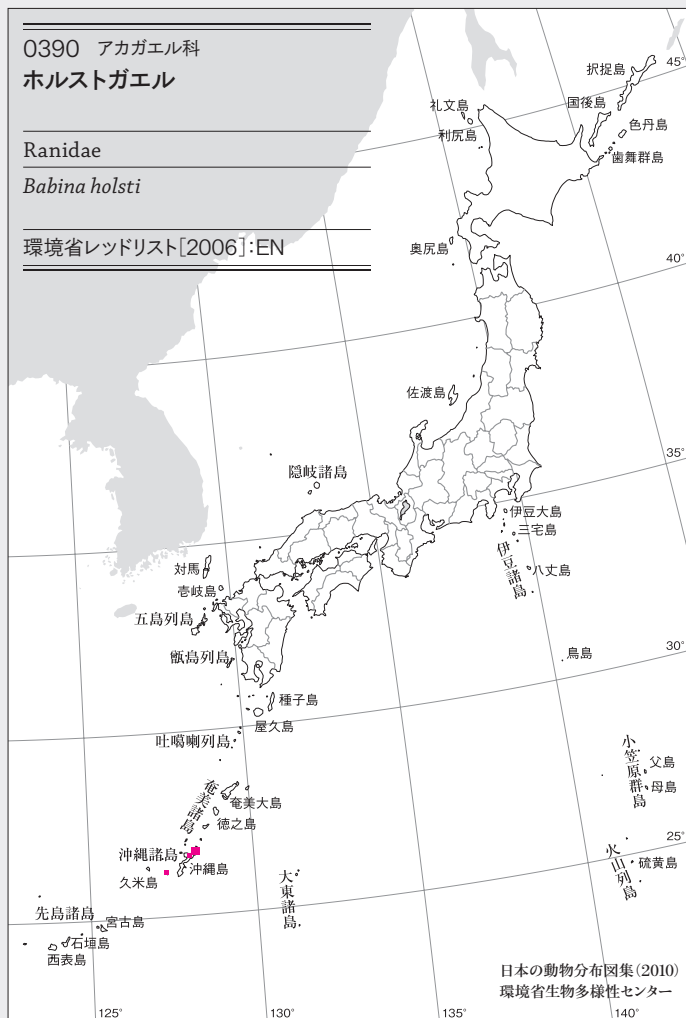 0390 アカガエル科
ホルストガエル
Ranidae
Babina holsti
環境省レッドリスト[2006]:EN
45°
択捉島
礼文島
国後島
色丹島
利尻島
歯舞群島
奥尻島
40°
佐渡島
35°
隠岐諸島
伊豆大島
三宅島
伊豆諸島
八丈島
対馬
壱岐島
五島列島
甑島列島
鳥島
30°
種子島
屋久島
吐噶喇列島
小笠原群島
父島
母島
奄美諸島
奄美大島
徳之島
沖縄諸島
沖縄島
久米島
大東諸島
25°
火山列島
硫黄島
先島諸島
宮古島
石垣島
西表島
日本の動物分布図集(2010)
環境省生物多様性センター
125°
130°
135°
140°